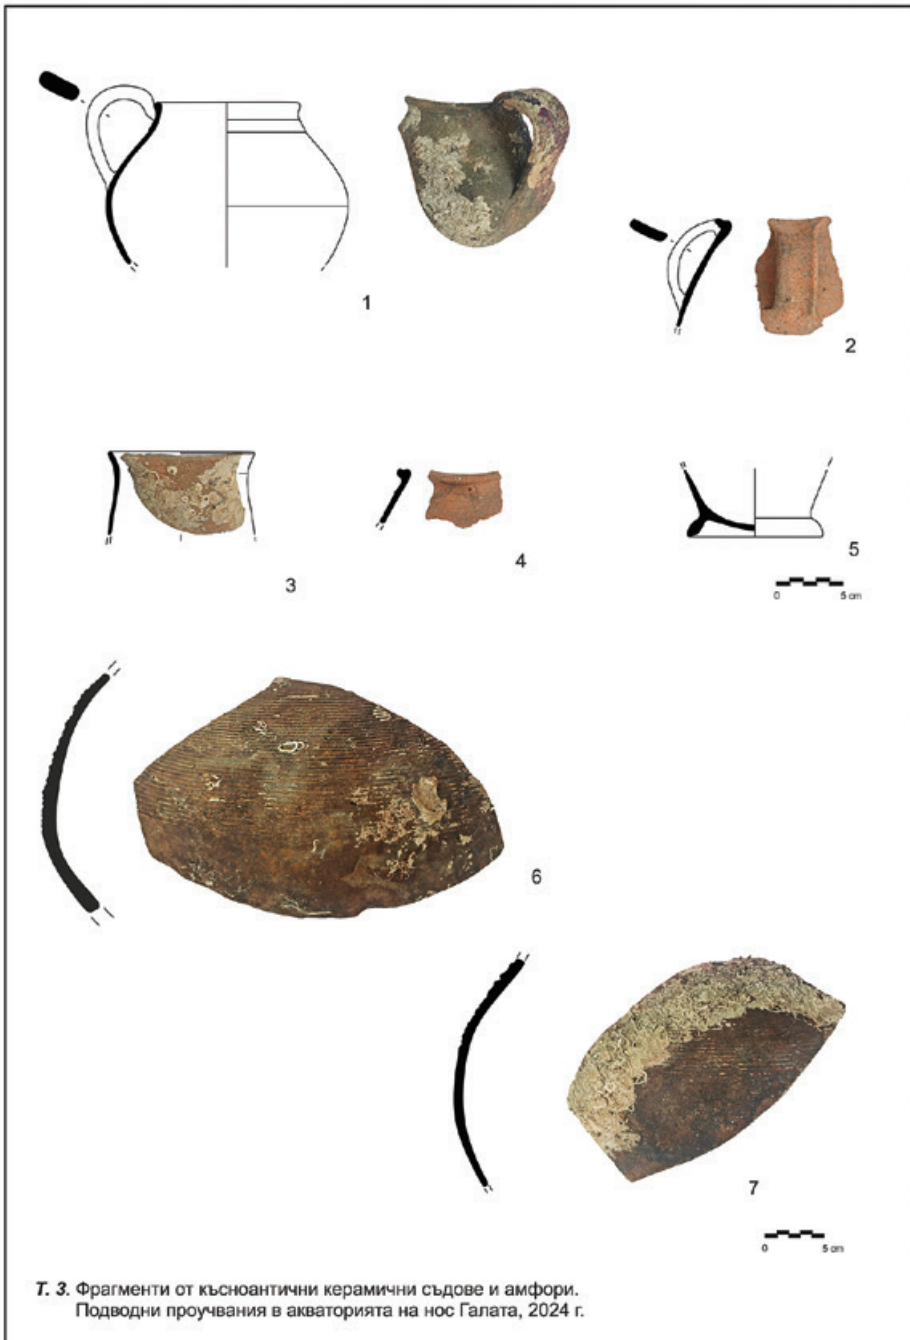 1
2
3
4
5
0 5 cm
6
7
0 5 cm
Т. 3. Фрагменти от късноантични керамични съдове и амфори.
Подводни проучвания в акваторията на нос Галата, 2024 г.